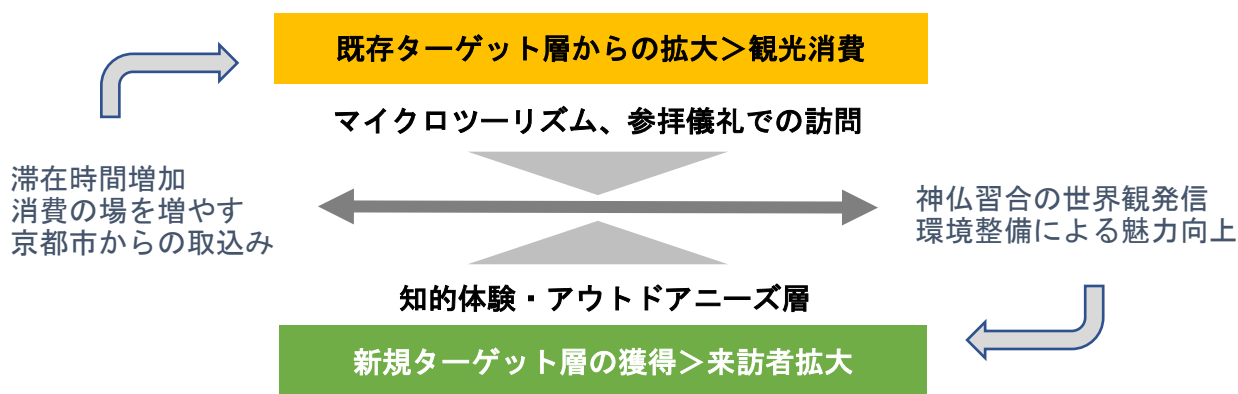 既存ターゲット層からの拡大＞観光消費
マイクロツーリズム、参拝儀礼での訪問
滞在時間増加
消費の場を増やす
京都市からの取込み
神仏習合の世界観発信
環境整備による魅力向上
知的体験・アウトドアニーズ層
新規ターゲット層の獲得＞来訪者拡大